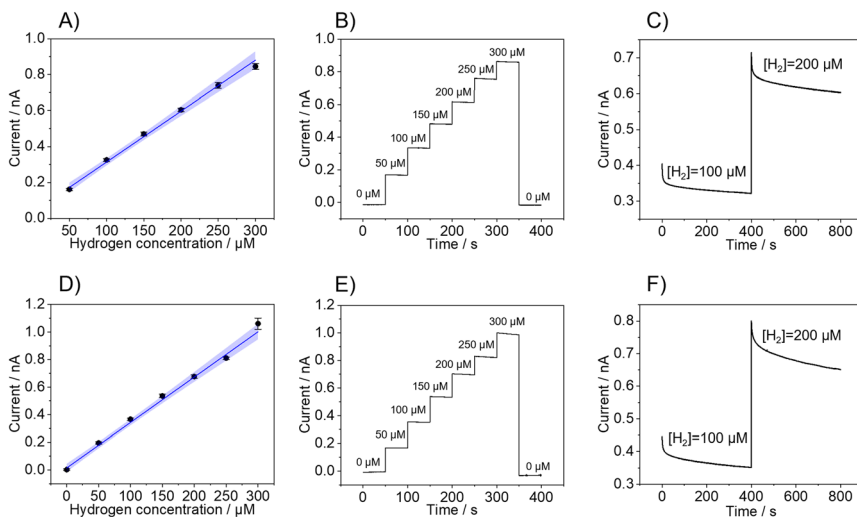 A)
1.0
0.8
0.6
0.4
0.2
0.0
Current / nA
50 100 150 200 250 300
Hydrogen concentration / µM
B)
1.0
0.8
0.6
0.4
0.2
0.0
Current / nA
0 µM
50 µM
100 µM
150 µM
200 µM
250 µM
300 µM
0 µM
0 100 200 300 400
Time / s
C)
0.7
0.6
0.5
0.4
0.3
Current / nA
[H₂]=100 µM
[H₂]=200 µM
0 200 400 600 800
Time / s
D)
1.2
1.0
0.8
0.6
0.4
0.2
0.0
Current / nA
0 50 100 150 200 250 300
Hydrogen concentration / µM
E)
1.2
1.0
0.8
0.6
0.4
0.2
0.0
Current / nA
0 µM
50 µM
100 µM
150 µM
200 µM
250 µM
300 µM
0 µM
0 100 200 300 400
Time / s
F)
0.8
0.7
0.6
0.5
0.4
0.3
Current / nA
[H₂]=100 µM
[H₂]=200 µM
0 200 400 600 800
Time / s